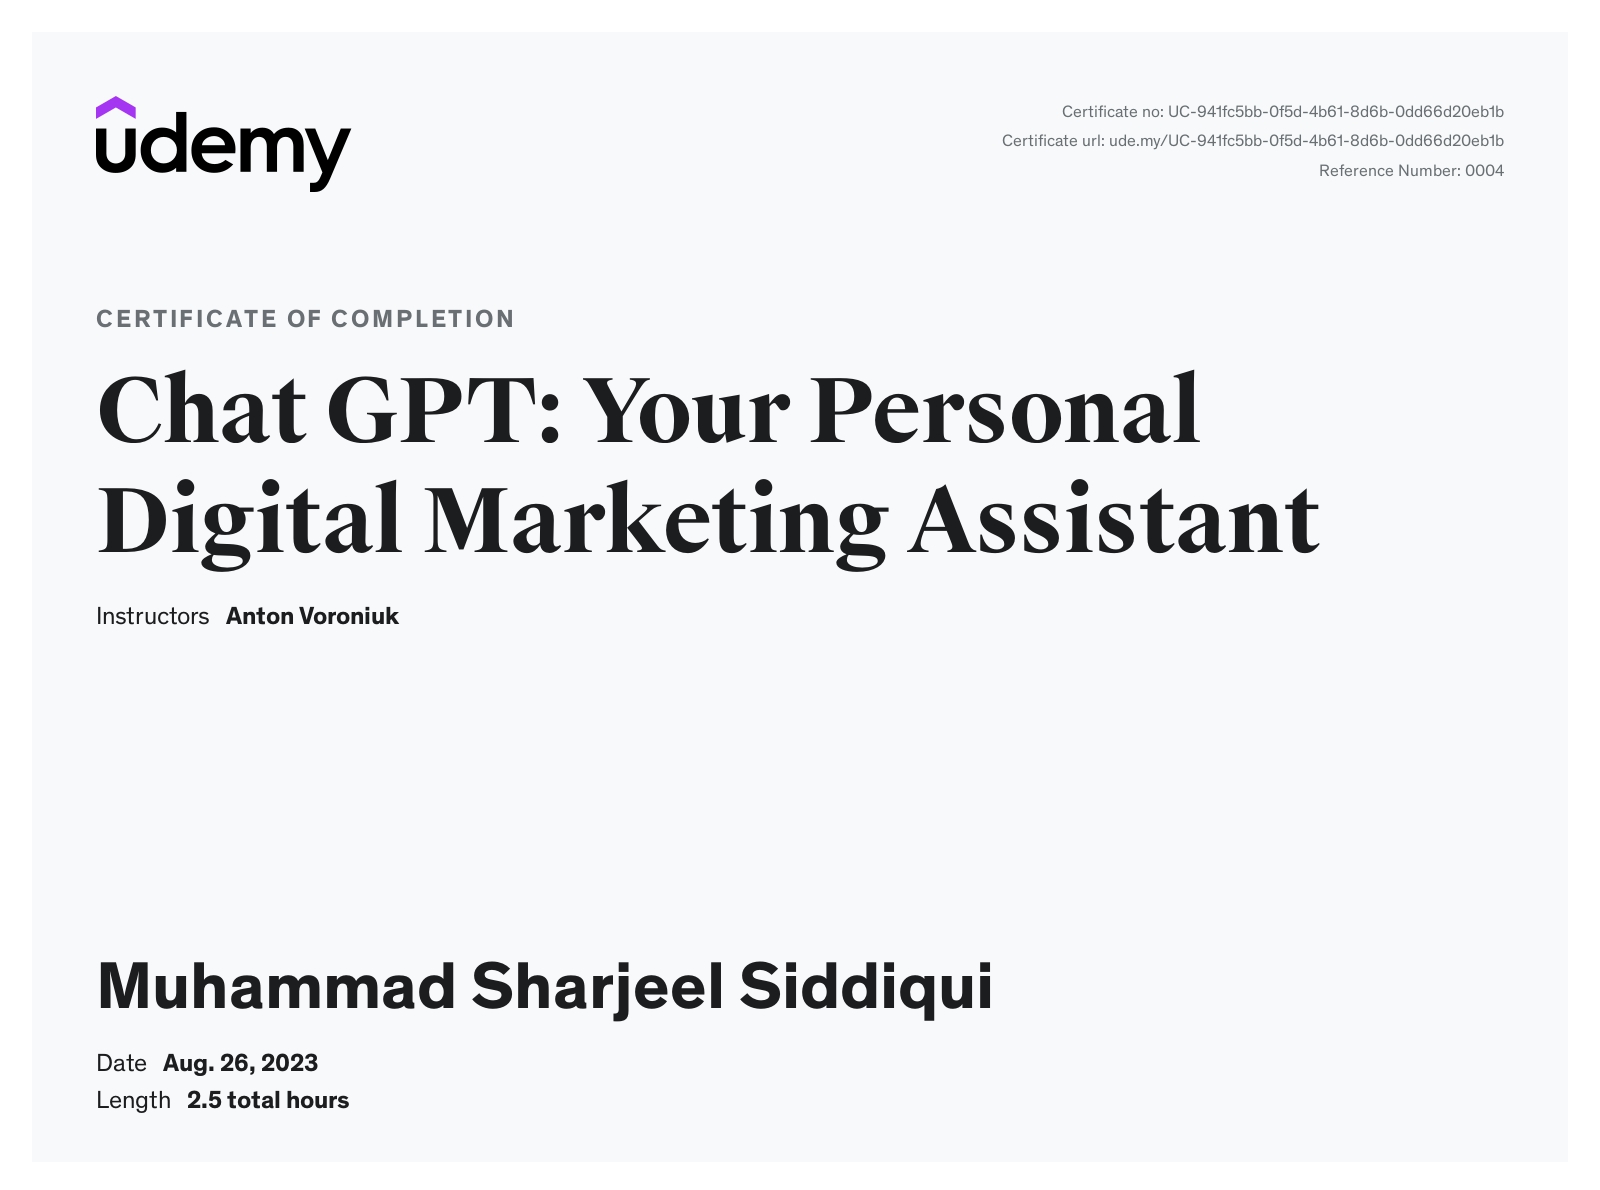 udemy
Certificate no: UC-941fc5bb-0f5d-4b61-8d6b-0dd66d20eb1b
Certificate url: ude.my/UC-941fc5bb-0f5d-4b61-8d6b-0dd66d20eb1b
Reference Number: 0004
CERTIFICATE OF COMPLETION
Chat GPT: Your Personal
Digital Marketing Assistant
Instructors Anton Voroniuk
Muhammad Sharjeel Siddiqui
Date Aug. 26, 2023
Length 2.5 total hours